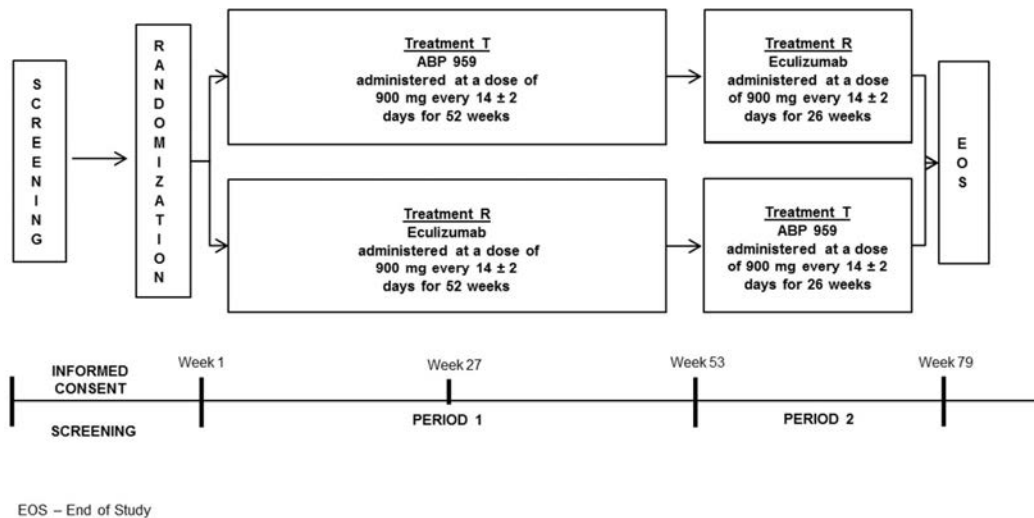 SCREENING
RANDOMIZATION
Treatment T
ABP 959
administered at a dose of
900 mg every 14 ± 2
days for 52 weeks
Treatment R
Eculizumab
administered at a dose
of 900 mg every 14 ± 2
days for 26 weeks
Treatment R
Eculizumab
administered at a dose of
900 mg every 14 ± 2
days for 52 weeks
Treatment T
ABP 959
administered at a dose
of 900 mg every 14 ± 2
days for 26 weeks
EOS
Week 1
Week 27
Week 53
Week 79
INFORMED
CONSENT
SCREENING
PERIOD 1
PERIOD 2
EOS – End of Study